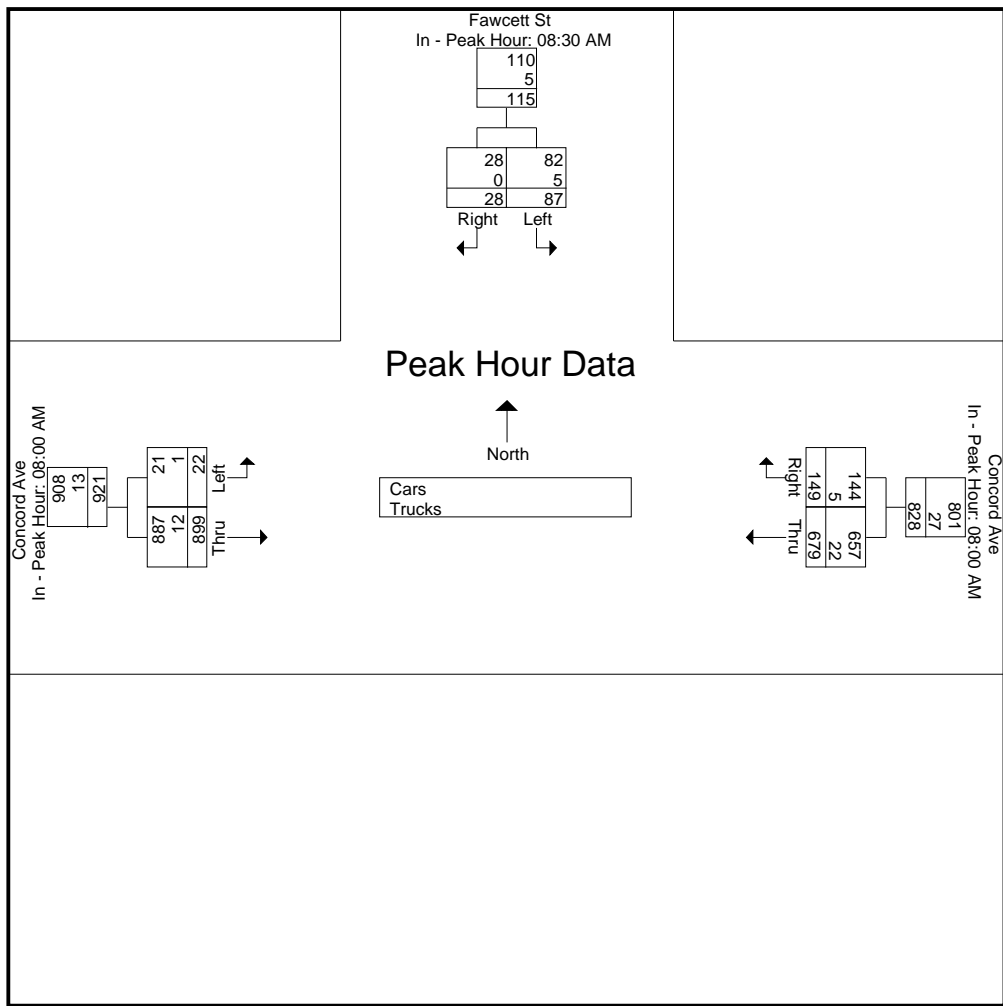 Fawcett St
In - Peak Hour: 08:30 AM
110
5
115
28 82
0 5
28 87
Right Left
Peak Hour Data
North
Cars
Trucks
Concord Ave
In - Peak Hour: 08:00 AM
908
13
921
21 1 22
Left
887 12 899
Thru
Concord Ave
In - Peak Hour: 08:00 AM
801
27
828
144 5 149
Right
657 22 679
Thru